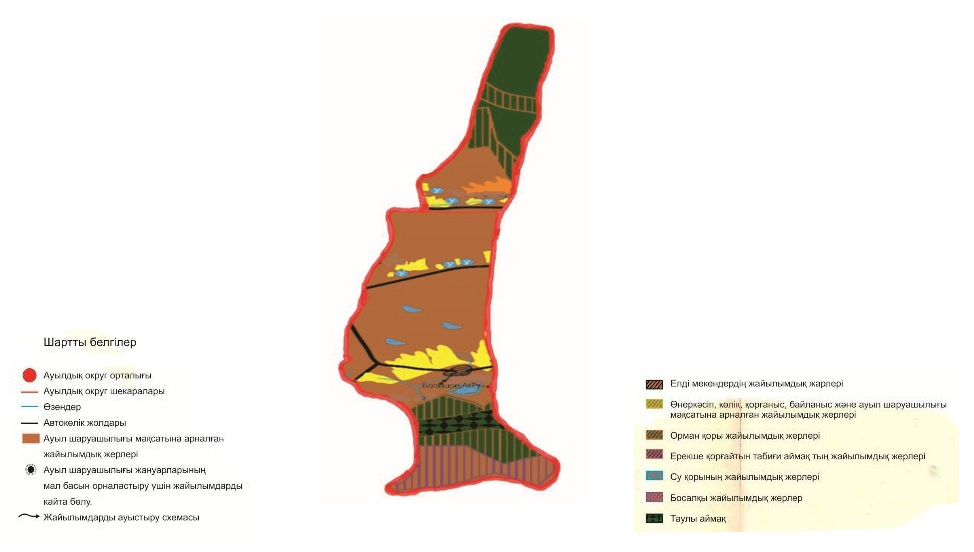 Шартты белгілер
Ауылдық округ орталығы
Ауылдық округ шекаралары
Өзендер
Автокөлік жолдары
Ауыл шаруашылығы мақсатына арналған
жайылымдық жерлері
Ауыл шаруашылығы жануарларының
мал басын орналастыру үшін жайылымдарды
кайта бөлу.
Жайылымдарды ауыстыру схемасы
Елді мекендердің жайылымдық жәрлері
Өнеркәсіп, көлік, қорғаныс, байланыс және ауыл шаруашылығы
мақсатына арналған жайылымдық жерлері
Орман қоры жайылымдық жерлері
Ерекше қорғайтын табиғи аймақ тың жайылымдық жерлері
Су қорының жайылымдық жерлері
Босалқы жайылымдық жерлер
Таулы аймақ